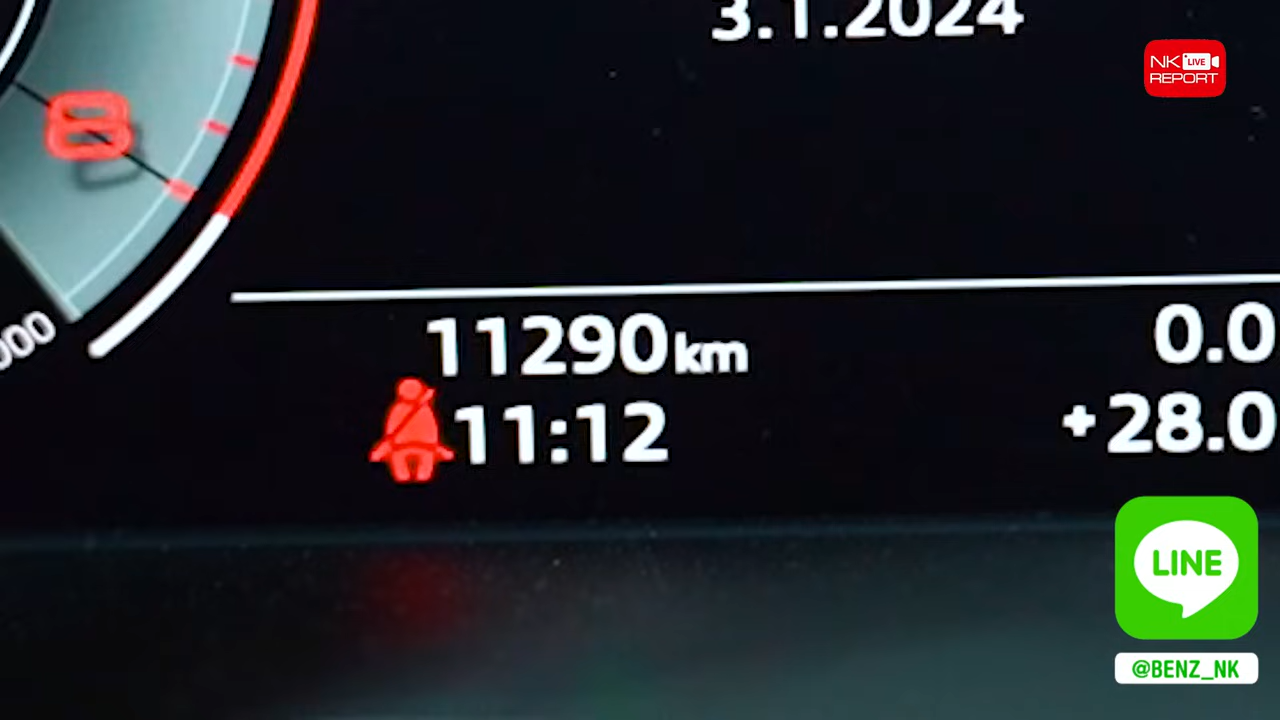 3.1.2024
NK LIVE
REPORT
8
000
11290 km
0.0
11:12
+28.0
LINE
@BENZ_NK